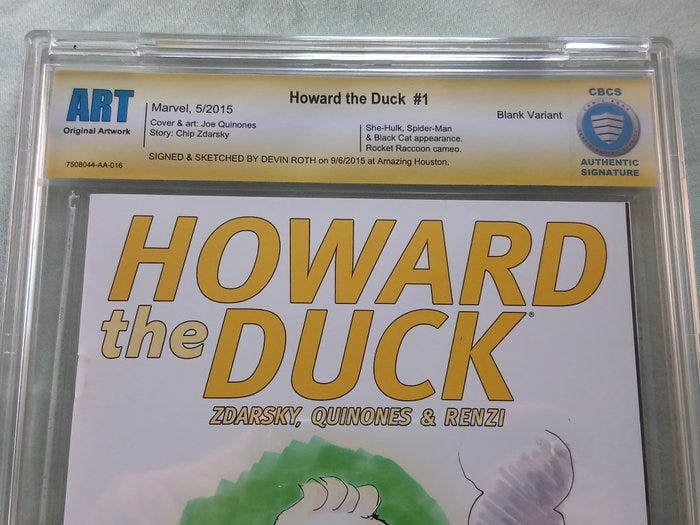 ART
Original Artwork
7508044-AA-016
Marvel, 5/2015
Cover & art: Joe Quinones
Story: Chip Zdarsky
Howard the Duck #1
She-Hulk, Spider-Man
& Black Cat appearance.
Rocket Raccoon cameo.
Blank Variant
SIGNED & SKETCHED BY DEVIN ROTH on 9/6/2015 at Amazing Houston.
CBCS
AUTHENTIC
SIGNATURE
HOWARD
the DUCK®
ZDARSKY, QUINONES & RENZI